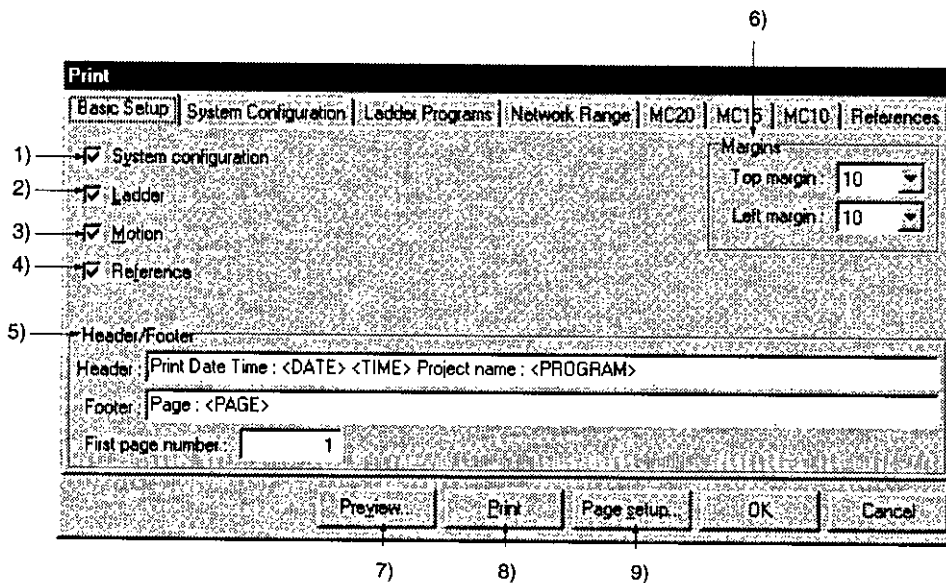 6)
Print
Basic Setup System Configuration Ladder Programs Network Range MC20 MC15 MC10 References
1) System configuration
2) Ladder
3) Motion
4) Reference
Margins
Top margin : 10
Left margin : 10
5) Header/Footer
Header : Print Date Time : <DATE> <TIME> Project name : <PROGRAM>
Footer : Page : <PAGE>
First page number : 1
Preview... Print Page setup... OK Cancel
7) 8) 9)